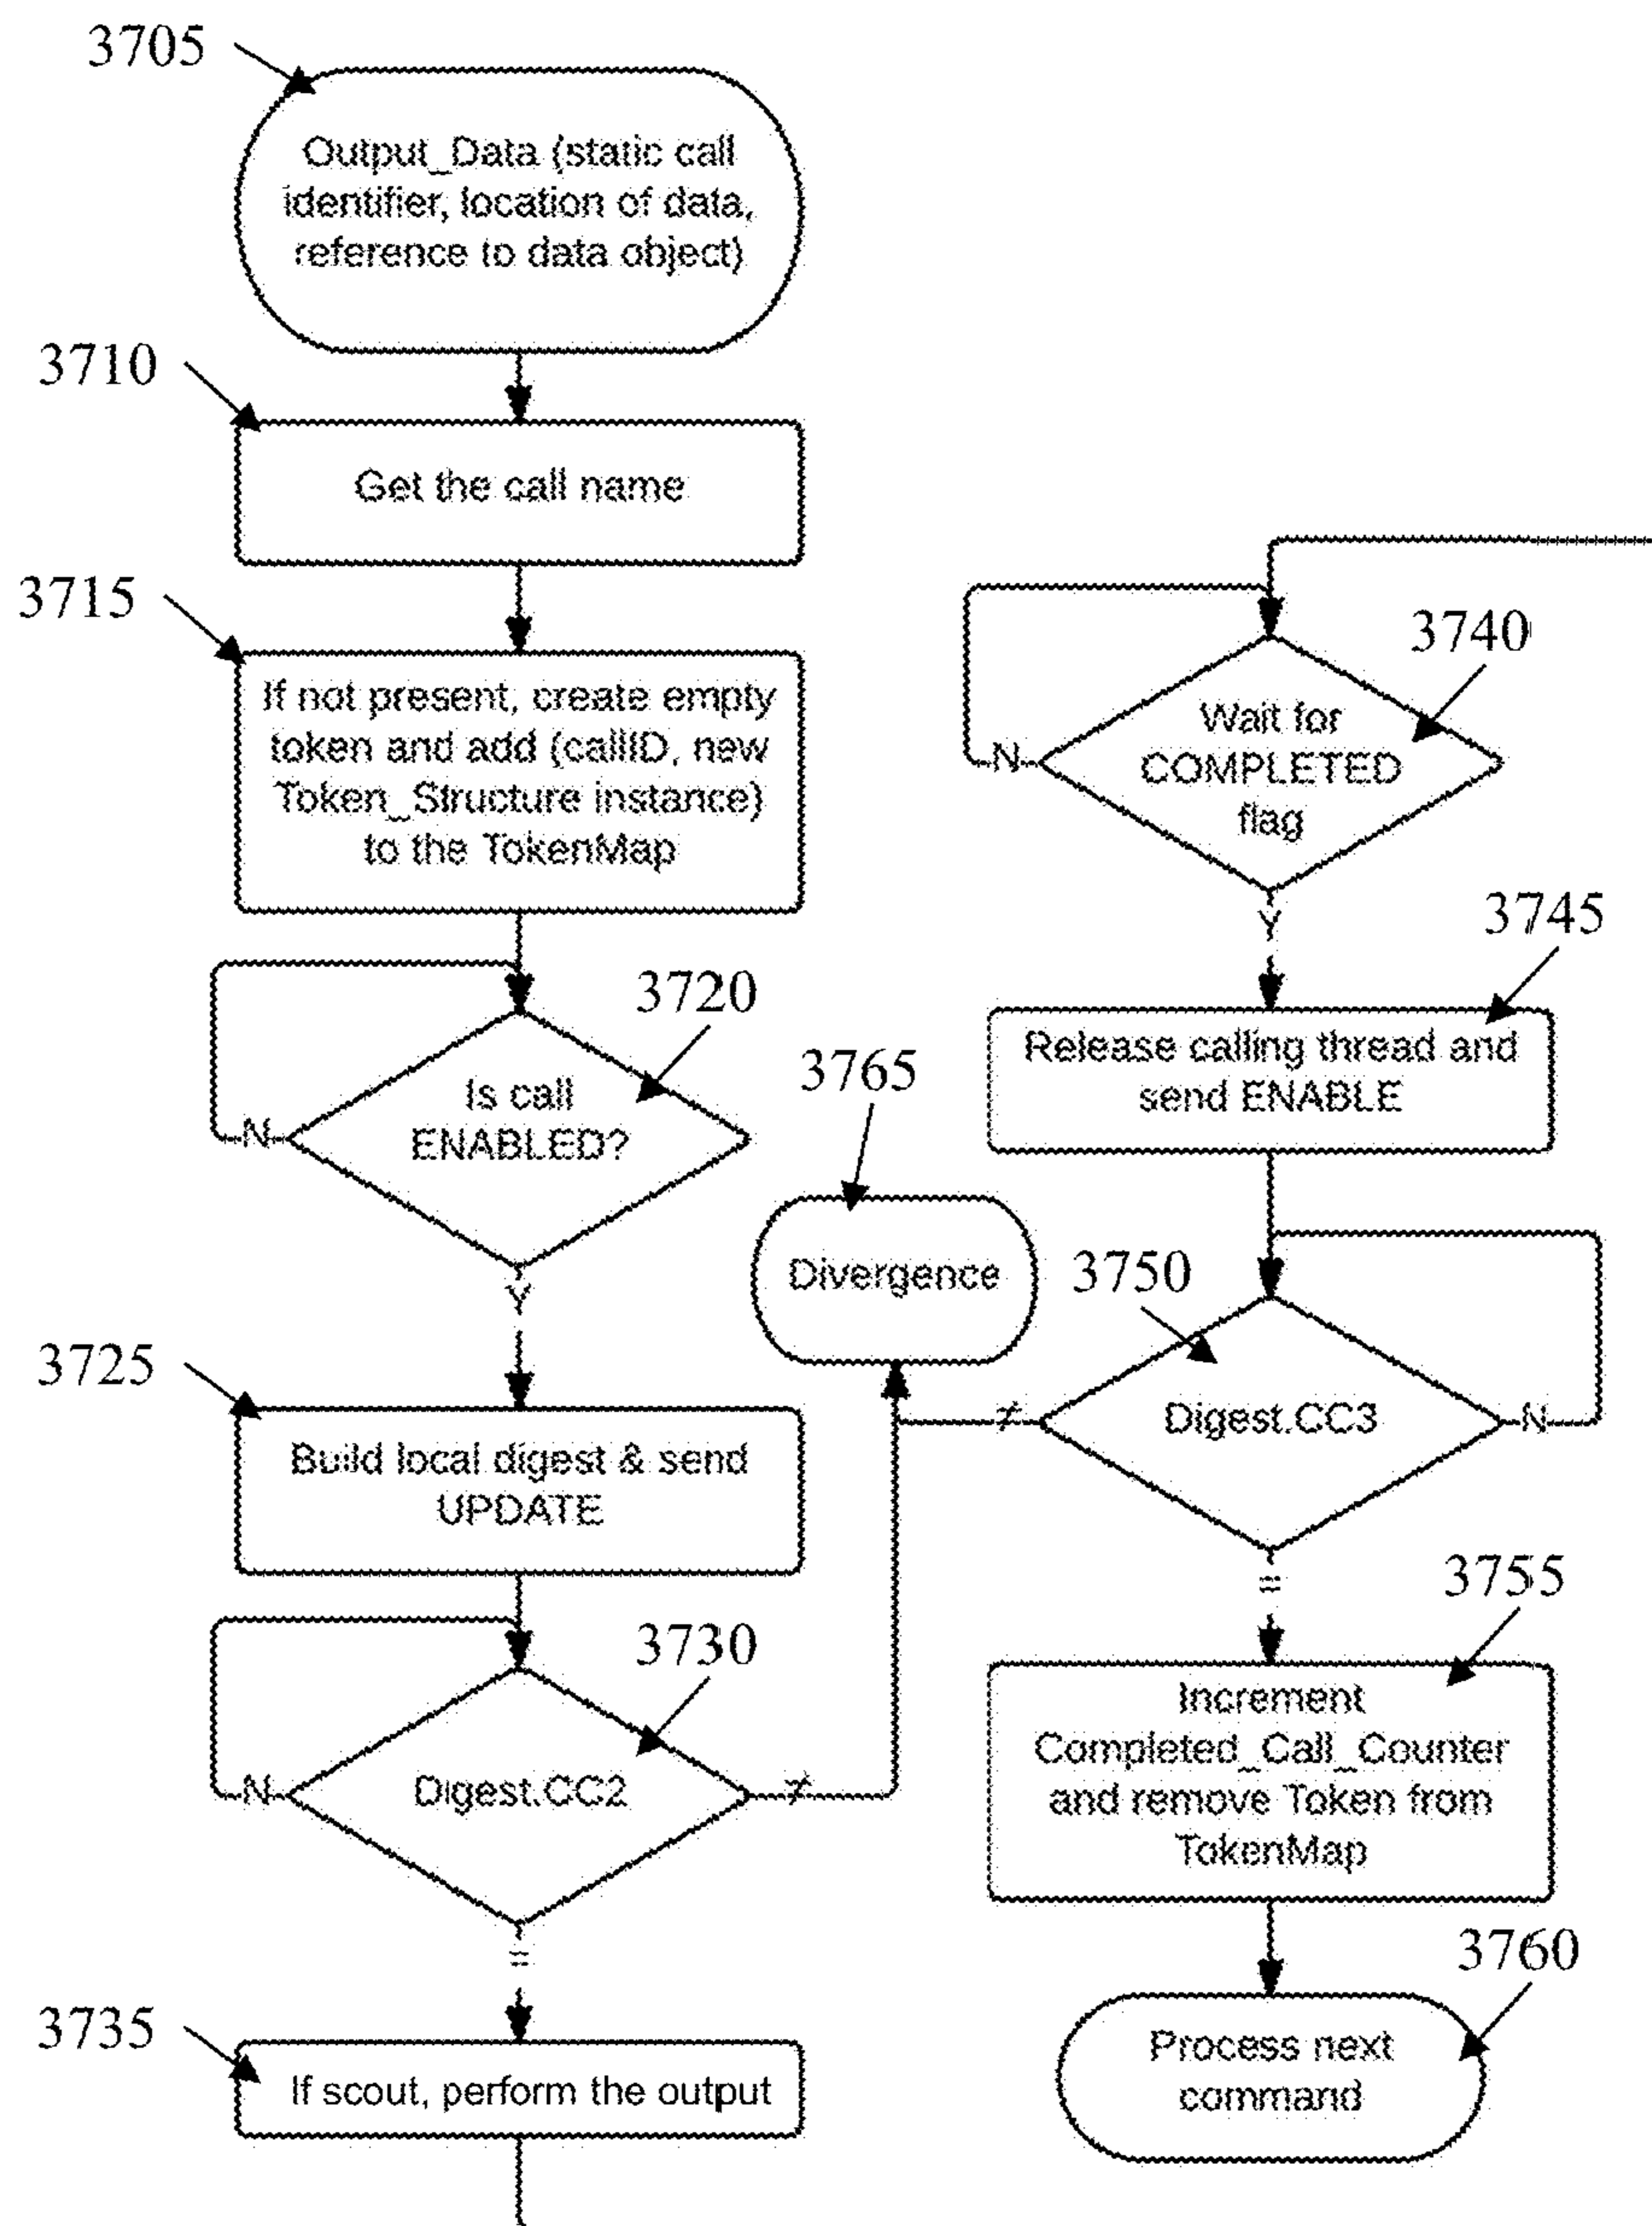 3705
Output_Data (static call
identifier, location of data,
reference to data object)
3710
Get the call name
3715
If not present, create empty
token and add (callID, new
Token_Structure instance)
to the TokenMap
3720
Is call
ENABLED?
N
Y
3725
Build local digest & send
UPDATE
3730
Digest.CC2
N
≠
=
3735
If scout, perform the output
3740
Wait for
COMPLETED
flag
N
Y
3745
Release calling thread and
send ENABLE
3765
Divergence
3750
Digest.CC3
≠
N
=
3755
Increment
Completed_Call_Counter
and remove Token from
TokenMap
3760
Process next
command